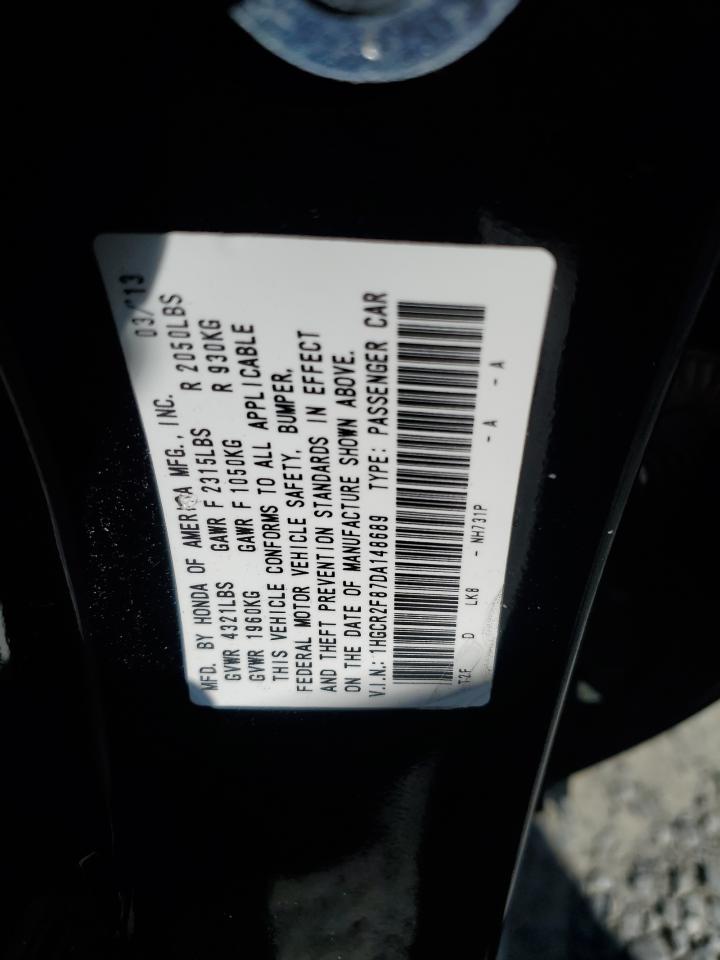 MFD. BY HONDA OF AMERICA MFG., INC. 03/13
GVWR 4321LBS GAWR F 2315LBS R 2050LBS
GVWR 1960KG GAWR F 1050KG R 930KG
THIS VEHICLE CONFORMS TO ALL APPLICABLE
FEDERAL MOTOR VEHICLE SAFETY, BUMPER,
AND THEFT PREVENTION STANDARDS IN EFFECT
ON THE DATE OF MANUFACTURE SHOWN ABOVE.
V.I.N.: 1HGCR2F87DA148689 TYPE: PASSENGER CAR
T2F D LK8 - NH731P - A - A